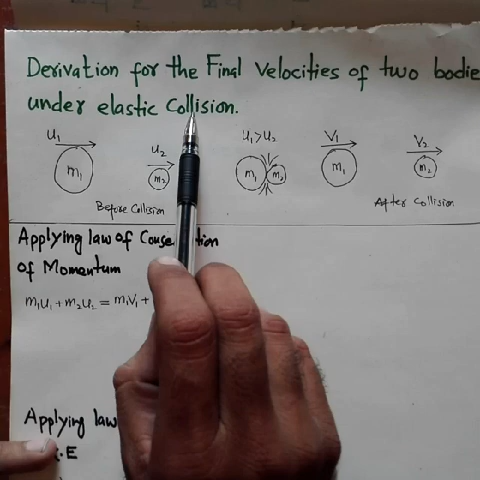 Derivation for the Final Velocities of two bodie
under elastic Collision.
U₁ U₂ U₁>U₂ V₁ V₂
m₁ m₂ m₁ m₂ m₁ m₂
Before Collision After Collision
Applying law of
of Momentum
m₁U₁ + m₂U₂ = m₁V₁ +
Applying law
.E